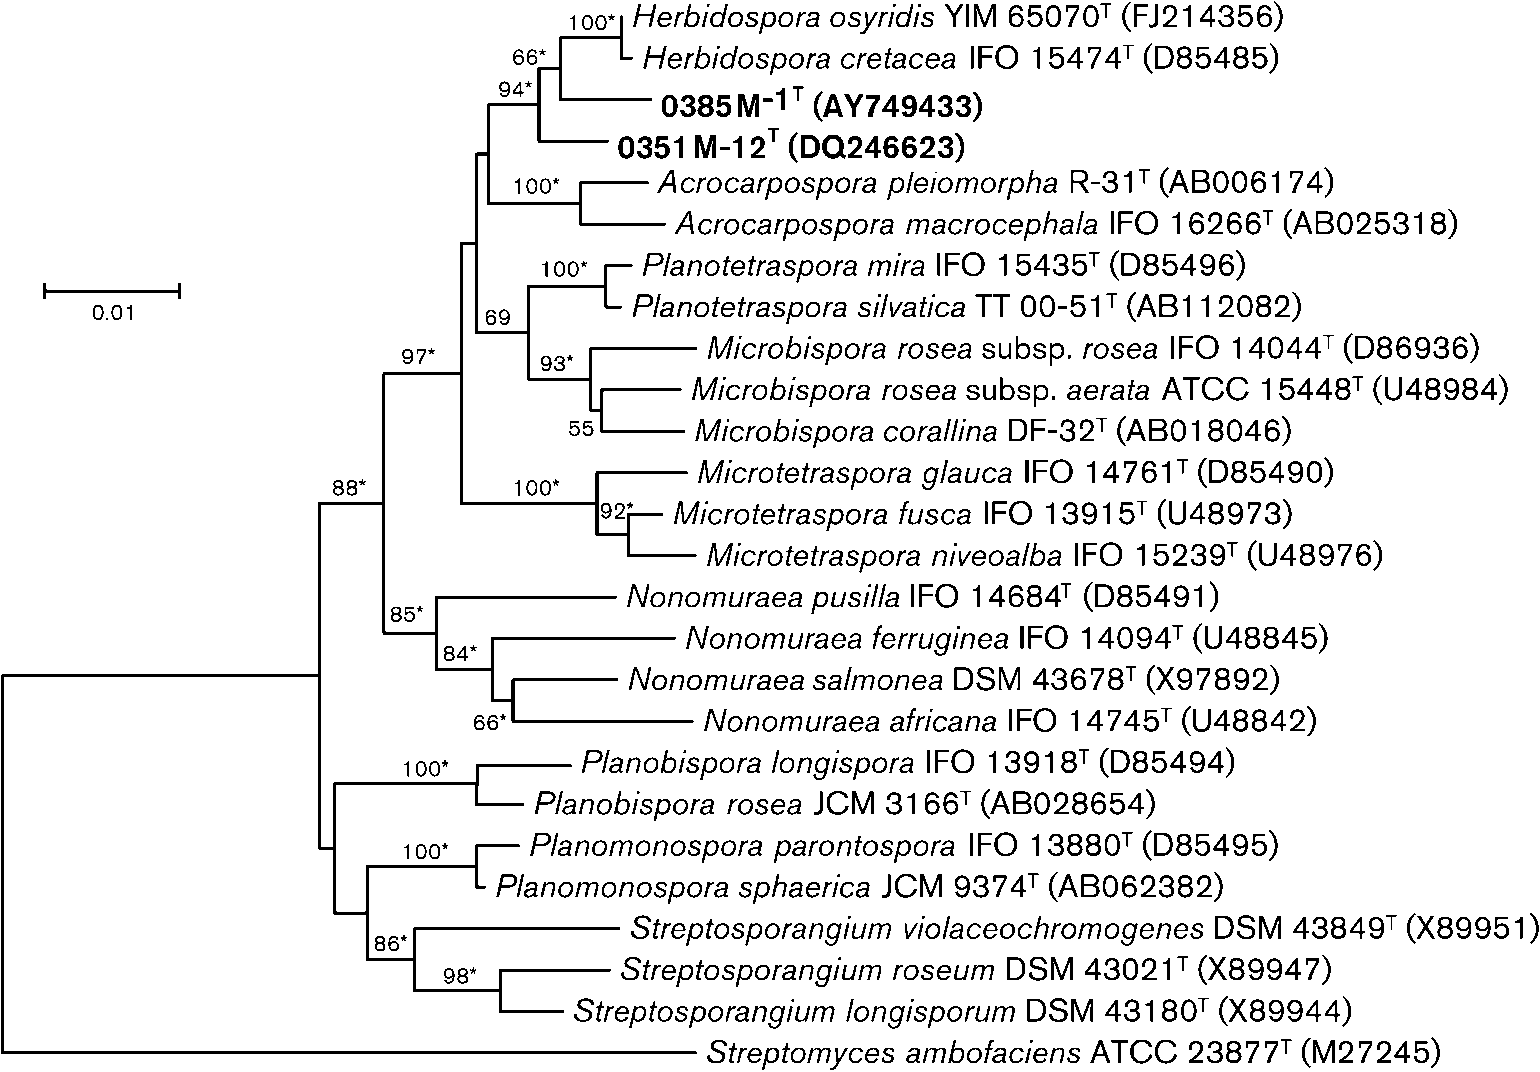 100* Herbidospora osyridis YIM 65070ᵀ (FJ214356)
66* Herbidospora cretacea IFO 15474ᵀ (D85485)
94* 0385M-1ᵀ (AY749433)
0351M-12ᵀ (DQ246623)
100* Acrocarpospora pleiomorpha R-31ᵀ (AB006174)
Acrocarpospora macrocephala IFO 16266ᵀ (AB025318)
100* Planotetraspora mira IFO 15435ᵀ (D85496)
0.01 69 Planotetraspora silvatica TT 00-51ᵀ (AB112082)
97* 93* Microbispora rosea subsp. rosea IFO 14044ᵀ (D86936)
Microbispora rosea subsp. aerata ATCC 15448ᵀ (U48984)
55 Microbispora corallina DF-32ᵀ (AB018046)
Microtetraspora glauca IFO 14761ᵀ (D85490)
88* 100* 92* Microtetraspora fusca IFO 13915ᵀ (U48973)
Microtetraspora niveoalba IFO 15239ᵀ (U48976)
85* Nonomuraea pusilla IFO 14684ᵀ (D85491)
84* Nonomuraea ferruginea IFO 14094ᵀ (U48845)
Nonomuraea salmonea DSM 43678ᵀ (X97892)
66* Nonomuraea africana IFO 14745ᵀ (U48842)
100* Planobispora longispora IFO 13918ᵀ (D85494)
Planobispora rosea JCM 3166ᵀ (AB028654)
100* Planomonospora parontospora IFO 13880ᵀ (D85495)
Planomonospora sphaerica JCM 9374ᵀ (AB062382)
86* Streptosporangium violaceochromogenes DSM 43849ᵀ (X89951)
98* Streptosporangium roseum DSM 43021ᵀ (X89947)
Streptosporangium longisporum DSM 43180ᵀ (X89944)
Streptomyces ambofaciens ATCC 23877ᵀ (M27245)